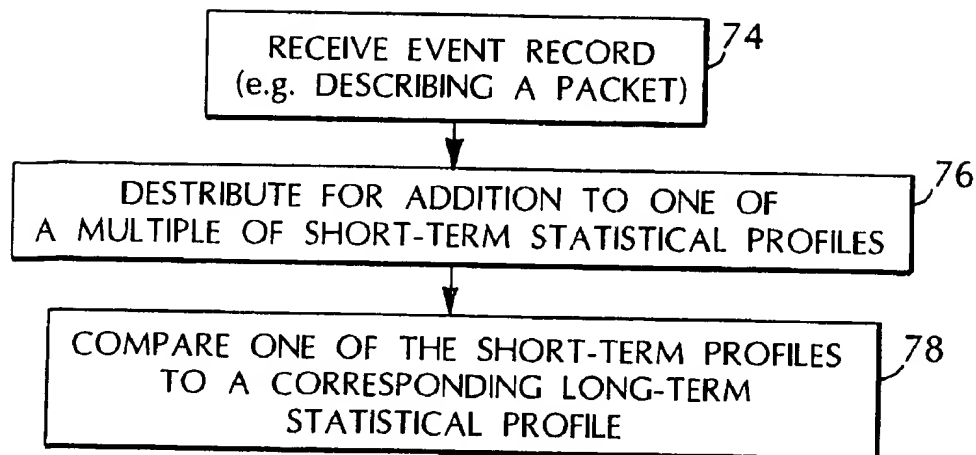 RECEIVE EVENT RECORD
(e.g. DESCRIBING A PACKET)
74
DESTRIBUTE FOR ADDITION TO ONE OF
A MULTIPLE OF SHORT-TERM STATISTICAL PROFILES
76
COMPARE ONE OF THE SHORT-TERM PROFILES
TO A CORRESPONDING LONG-TERM
STATISTICAL PROFILE
78